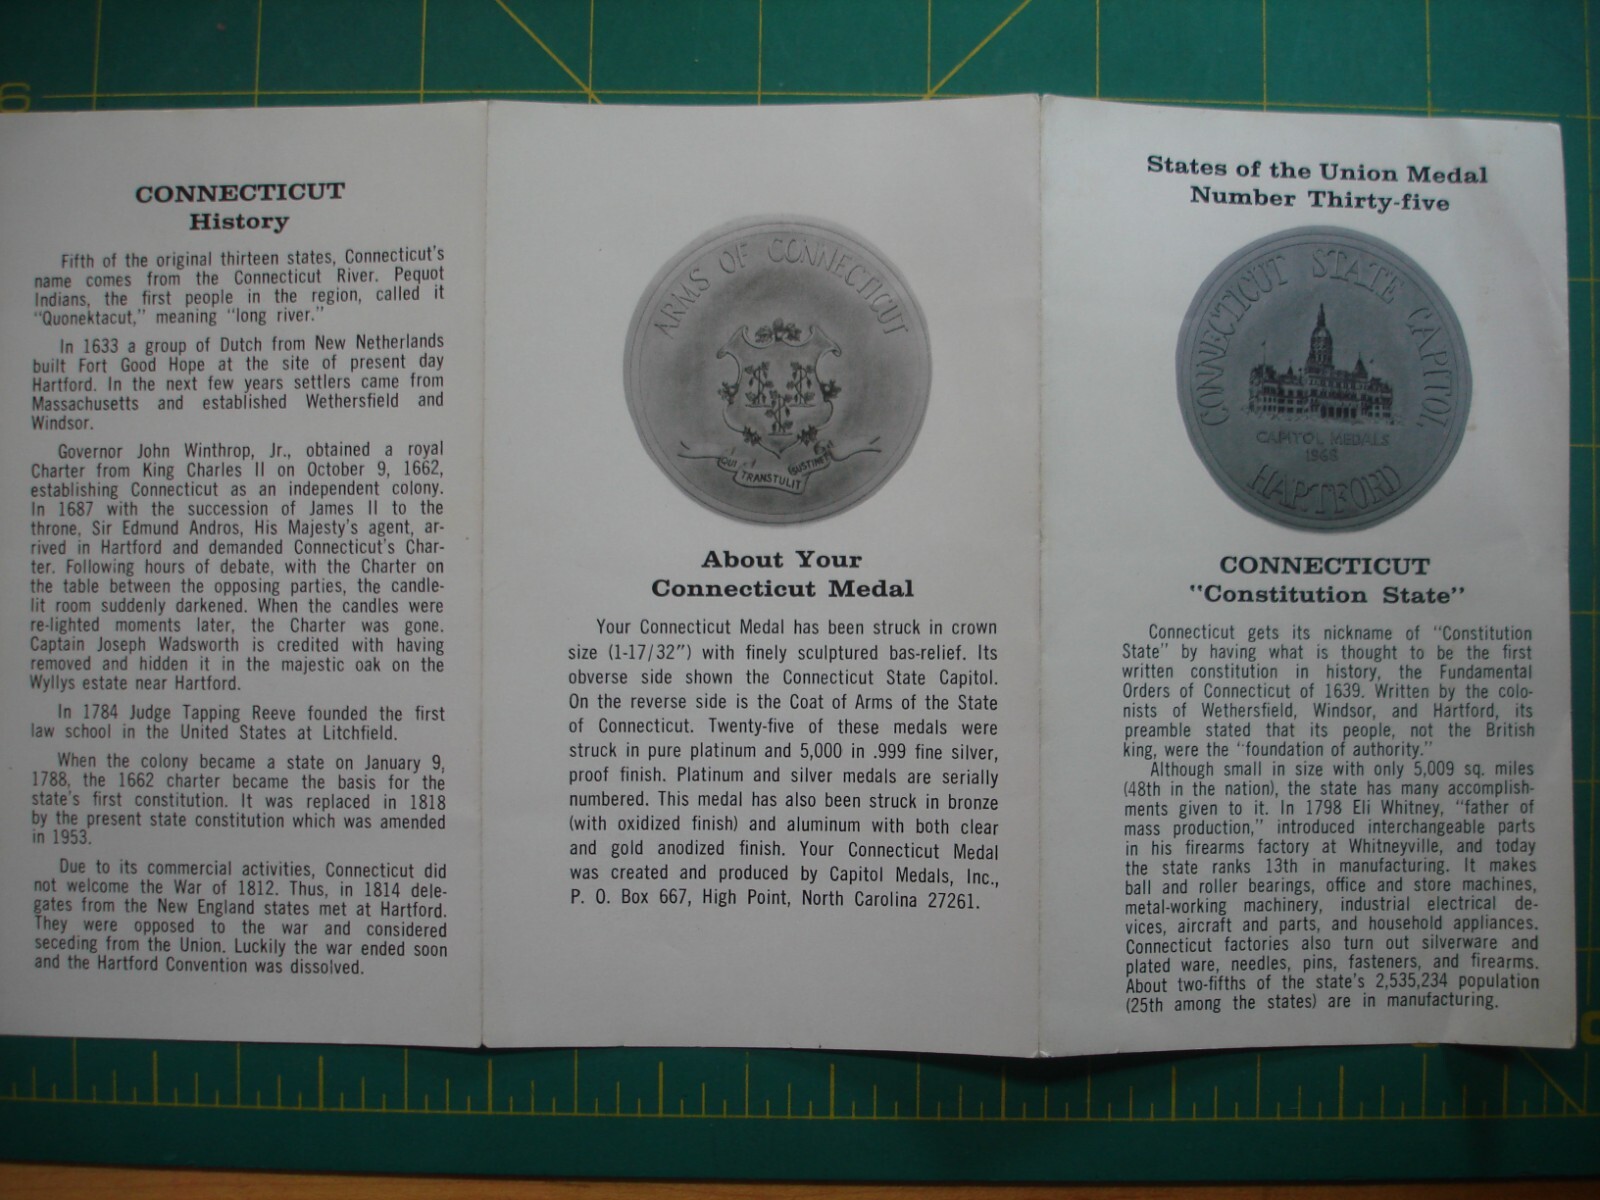 6
CONNECTICUT
History
Fifth of the original thirteen states, Connecticut's
name comes from the Connecticut River. Pequot
Indians, the first people in the region, called it
"Quonektacut," meaning "long river."
In 1633 a group of Dutch from New Netherlands
built Fort Good Hope at the site of present day
Hartford. In the next few years settlers came from
Massachusetts and established Wethersfield and
Windsor.
Governor John Winthrop, Jr., obtained a royal
Charter from King Charles II on October 9, 1662,
establishing Connecticut as an independent colony.
In 1687 with the succession of James II to the
throne, Sir Edmund Andros, His Majesty's agent, ar-
rived in Hartford and demanded Connecticut's Char-
ter. Following hours of debate, with the Charter on
the table between the opposing parties, the candle-
lit room suddenly darkened. When the candles were
re-lighted moments later, the Charter was gone.
Captain Joseph Wadsworth is credited with having
removed and hidden it in the majestic oak on the
Wyllys estate near Hartford.
In 1784 Judge Tapping Reeve founded the first
law school in the United States at Litchfield.
When the colony became a state on January 9,
1788, the 1662 charter became the basis for the
state's first constitution. It was replaced in 1818
by the present state constitution which was amended
in 1953.
Due to its commercial activities, Connecticut did
not welcome the War of 1812. Thus, in 1814 dele-
gates from the New England states met at Hartford.
They were opposed to the war and considered
seceding from the Union. Luckily the war ended soon
and the Hartford Convention was dissolved.
ARMS OF CONNECTICUT
QUI TRANSTULIT SUSTINET
About Your
Connecticut Medal
Your Connecticut Medal has been struck in crown
size (1-17/32") with finely sculptured bas-relief. Its
obverse side shown the Connecticut State Capitol.
On the reverse side is the Coat of Arms of the State
of Connecticut. Twenty-five of these medals were
struck in pure platinum and 5,000 in .999 fine silver,
proof finish. Platinum and silver medals are serially
numbered. This medal has also been struck in bronze
(with oxidized finish) and aluminum with both clear
and gold anodized finish. Your Connecticut Medal
was created and produced by Capitol Medals, Inc.,
P. O. Box 667, High Point, North Carolina 27261.
States of the Union Medal
Number Thirty-five
CONNECTICUT STATE CAPITOL
CAPITOL MEDALS
1968
HARTFORD
CONNECTICUT
"Constitution State"
Connecticut gets its nickname of "Constitution
State" by having what is thought to be the first
written constitution in history, the Fundamental
Orders of Connecticut of 1639. Written by the colo-
nists of Wethersfield, Windsor, and Hartford, its
preamble stated that its people, not the British
king, were the "foundation of authority."
Although small in size with only 5,009 sq. miles
(48th in the nation), the state has many accomplish-
ments given to it. In 1798 Eli Whitney, "father of
mass production," introduced interchangeable parts
in his firearms factory at Whitneyville, and today
the state ranks 13th in manufacturing. It makes
ball and roller bearings, office and store machines,
metal-working machinery, industrial electrical de-
vices, aircraft and parts, and household appliances.
Connecticut factories also turn out silverware and
plated ware, needles, pins, fasteners, and firearms.
About two-fifths of the state's 2,535,234 population
(25th among the states) are in manufacturing.